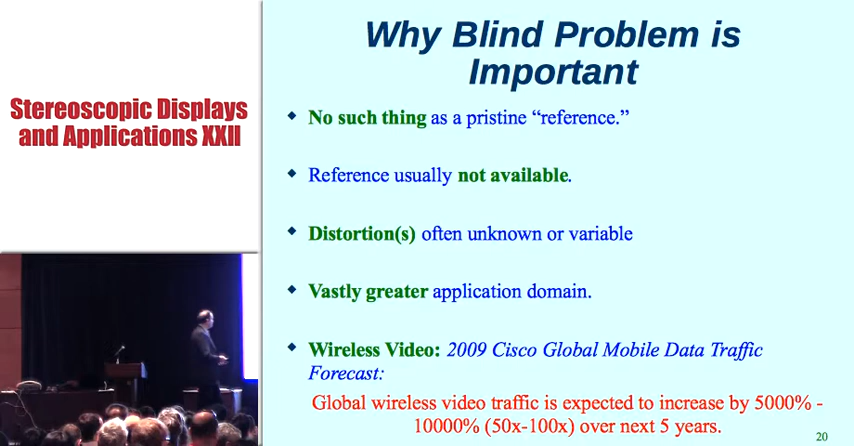 Stereoscopic Displays
and Applications XXII
Why Blind Problem is
Important
No such thing as a pristine “reference.”
Reference usually not available.
Distortion(s) often unknown or variable
Vastly greater application domain.
Wireless Video: 2009 Cisco Global Mobile Data Traffic
Forecast:
Global wireless video traffic is expected to increase by 5000% -
10000% (50x-100x) over next 5 years.
20